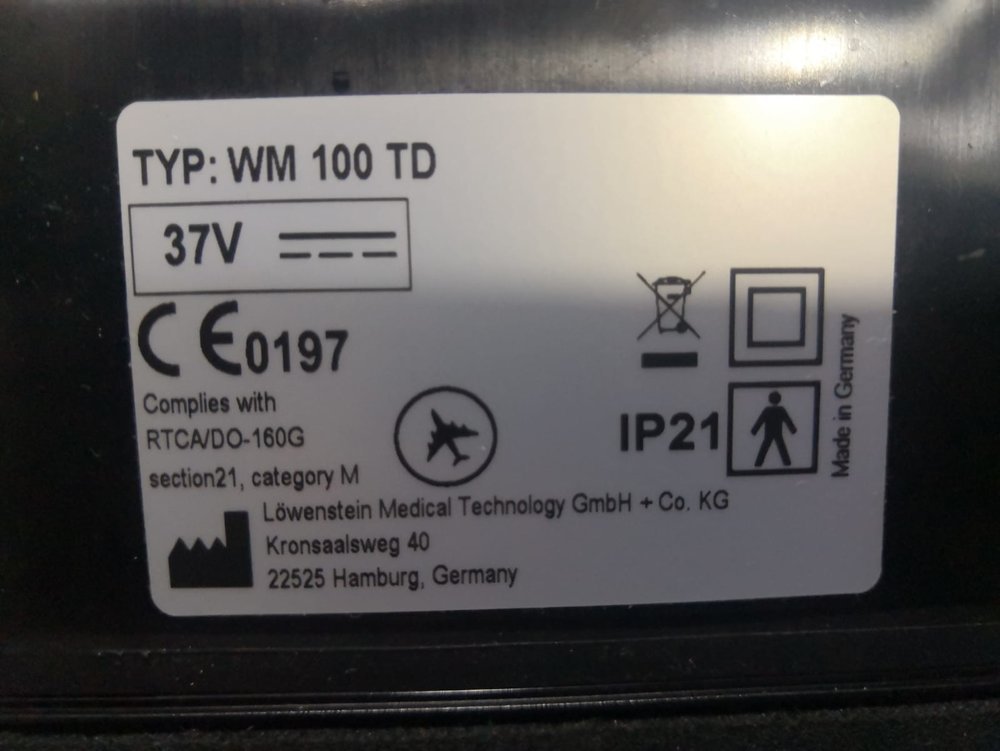 TYP: WM 100 TD
37V
CE0197
Complies with
RTCA/DO-160G
section21, category M
IP21
Made in Germany
Löwenstein Medical Technology GmbH + Co. KG
Kronsaalsweg 40
22525 Hamburg, Germany